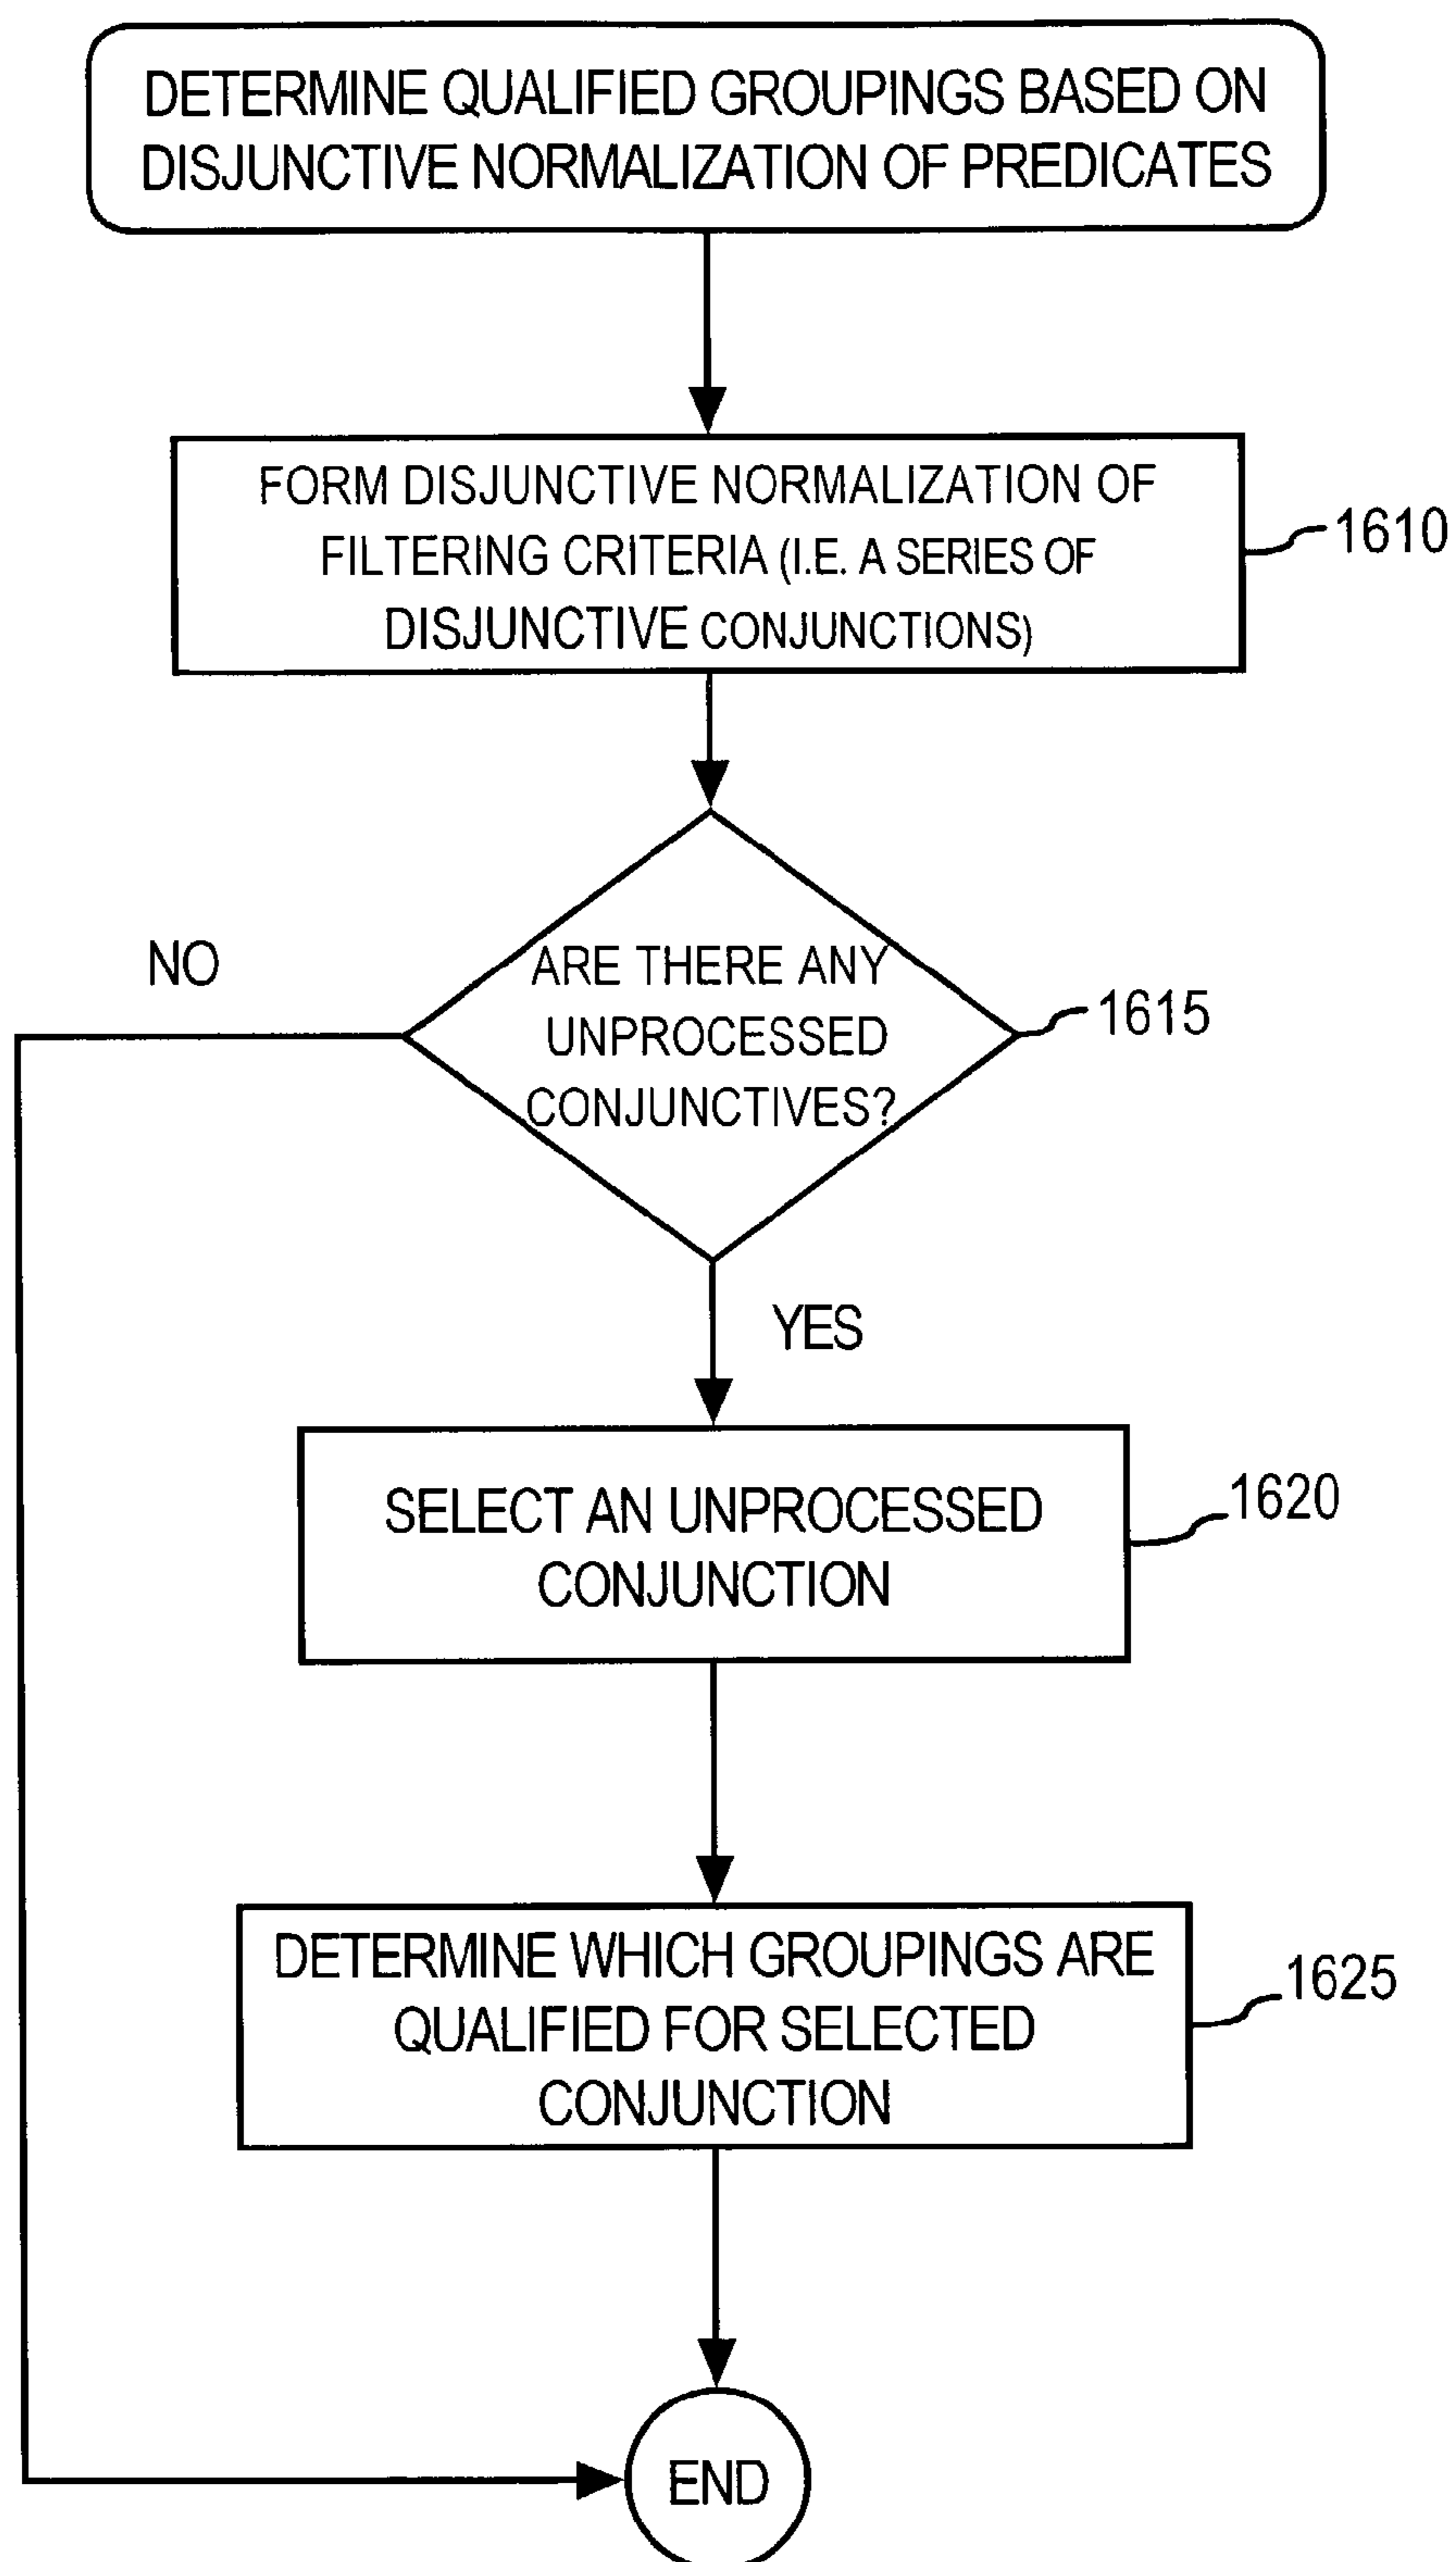 DETERMINE QUALIFIED GROUPINGS BASED ON
DISJUNCTIVE NORMALIZATION OF PREDICATES
FORM DISJUNCTIVE NORMALIZATION OF
FILTERING CRITERIA (I.E. A SERIES OF
DISJUNCTIVE CONJUNCTIONS)
1610
NO
ARE THERE ANY
UNPROCESSED
CONJUNCTIVES?
1615
YES
SELECT AN UNPROCESSED
CONJUNCTION
1620
DETERMINE WHICH GROUPINGS ARE
QUALIFIED FOR SELECTED
CONJUNCTION
1625
END